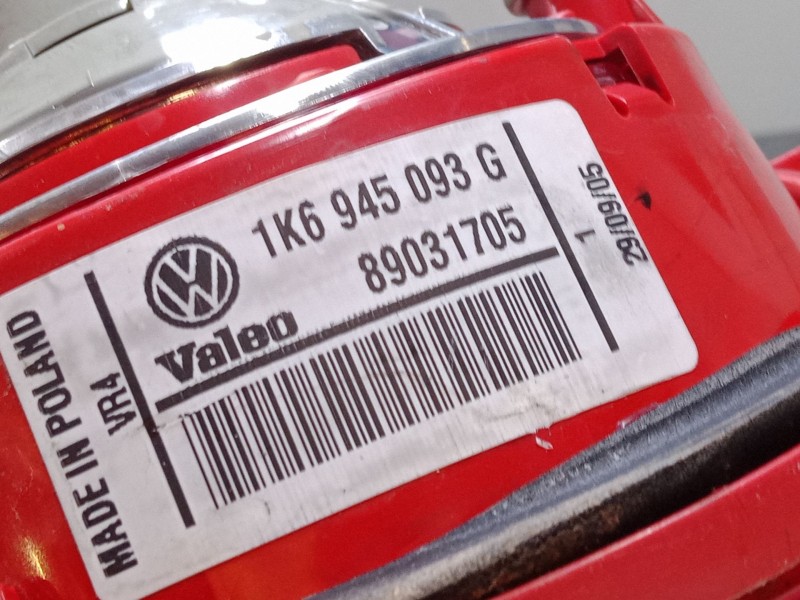 MADE IN POLAND
VR4
1K6 945 093 G
89031705
Valeo
29/09/05
1